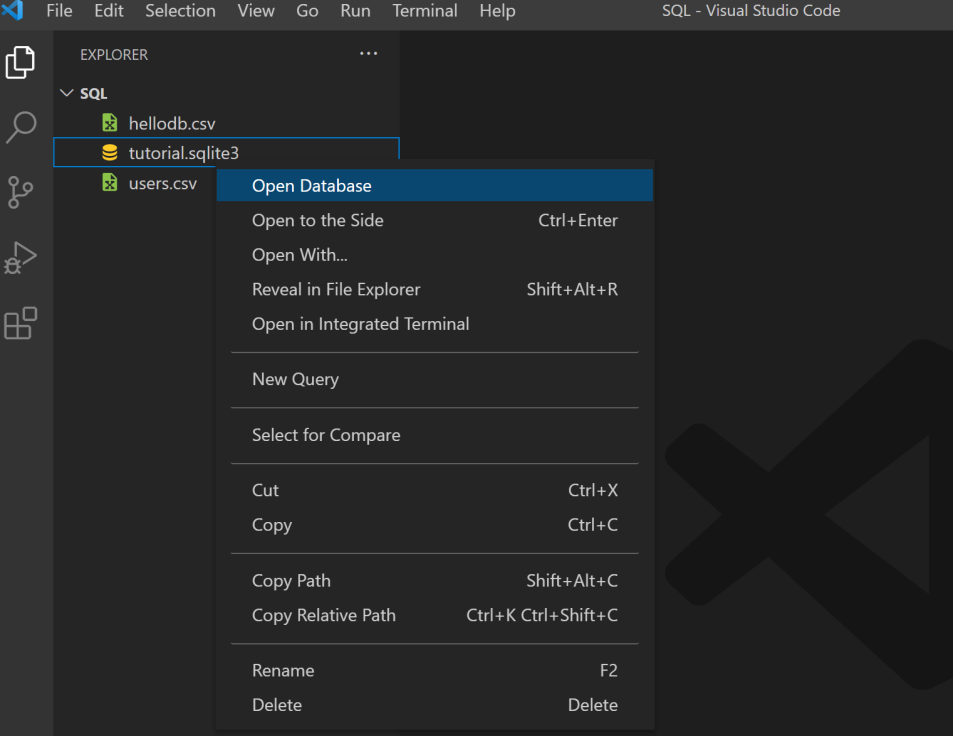 File Edit Selection View Go Run Terminal Help SQL - Visual Studio Code
EXPLORER ...
SQL
hellodb.csv
tutorial.sqlite3
users.csv
Open Database
Open to the Side Ctrl+Enter
Open With...
Reveal in File Explorer Shift+Alt+R
Open in Integrated Terminal
New Query
Select for Compare
Cut Ctrl+X
Copy Ctrl+C
Copy Path Shift+Alt+C
Copy Relative Path Ctrl+K Ctrl+Shift+C
Rename F2
Delete Delete